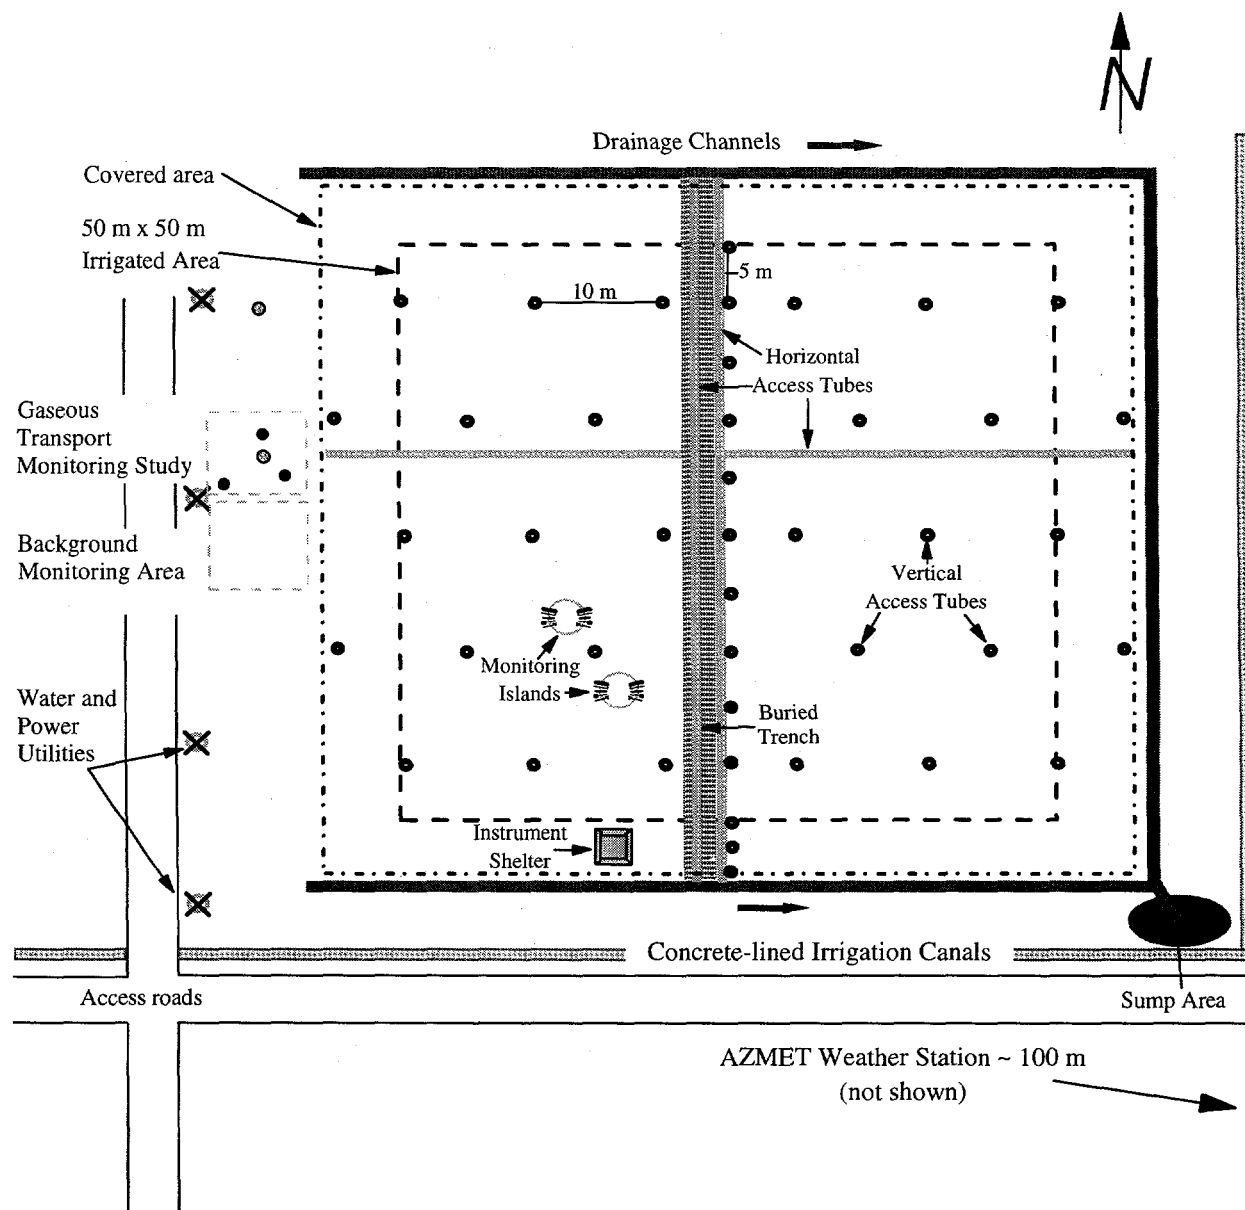 N
Drainage Channels
Covered area
50 m x 50 m
Irrigated Area
5 m
10 m
Horizontal
Access Tubes
Gaseous
Transport
Monitoring Study
Background
Monitoring Area
Vertical
Access Tubes
Monitoring
Islands
Water and
Power
Utilities
Buried
Trench
Instrument
Shelter
Concrete-lined Irrigation Canals
Access roads
Sump Area
AZMET Weather Station ~ 100 m
(not shown)